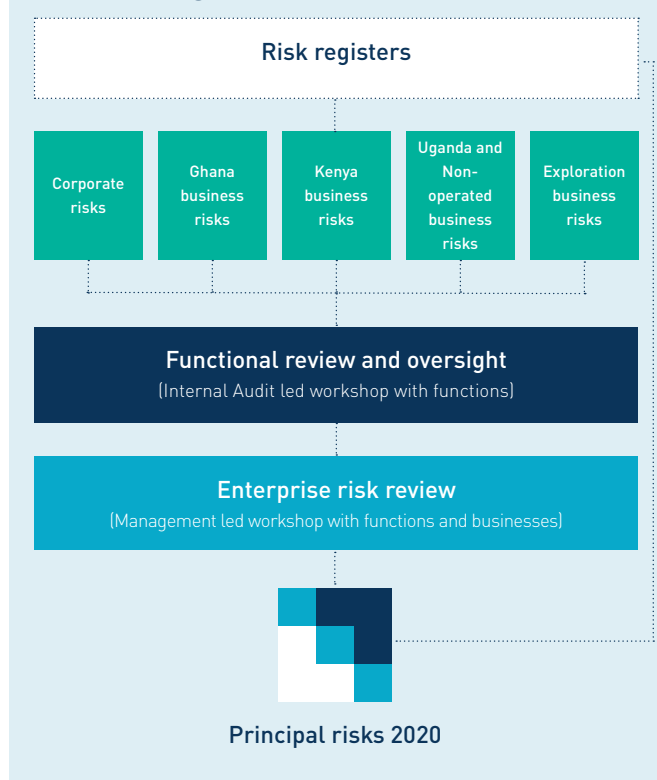 Risk registers
Corporate
risks
Ghana
business
risks
Kenya
business
risks
Uganda and
Non-
operated
business
risks
Exploration
business
risks
Functional review and oversight
(Internal Audit led workshop with functions)
Enterprise risk review
(Management led workshop with functions and businesses)
Principal risks 2020